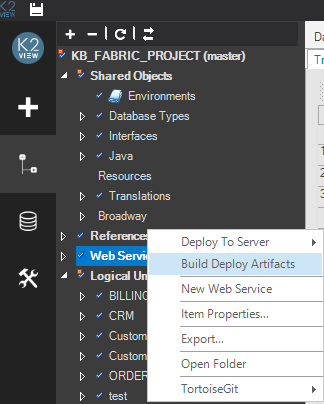 K2
VIEW
K2
VIEW
KB_FABRIC_PROJECT (master)
Shared Objects
Environments
Database Types
Interfaces
Java
Resources
Translations
Broadway
References
Web Servic
Logical Un
BILLING
CRM
Custom
Custom
ORDER
test
Deploy To Server
Build Deploy Artifacts
New Web Service
Item Properties...
Export...
Open Folder
TortoiseGit
Tr
1
2
3